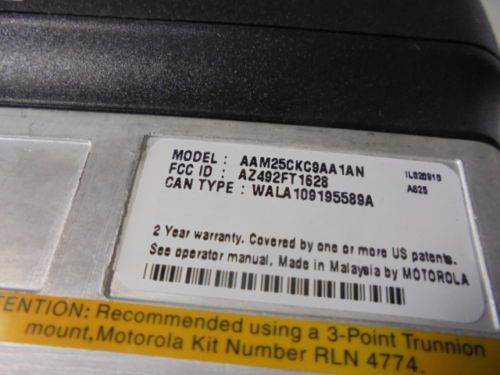 MODEL : AAM25CKC9AA1AN
FCC ID : AZ492FT1628
CAN TYPE : WALA109195589A
A625
2 Year warranty. Covered by one or more US patents.
See operator manual. Made in Malaysia by MOTOROLA
TENTION: Recommended using a 3-Point Trunnion
mount, Motorola Kit Number RLN 4774.